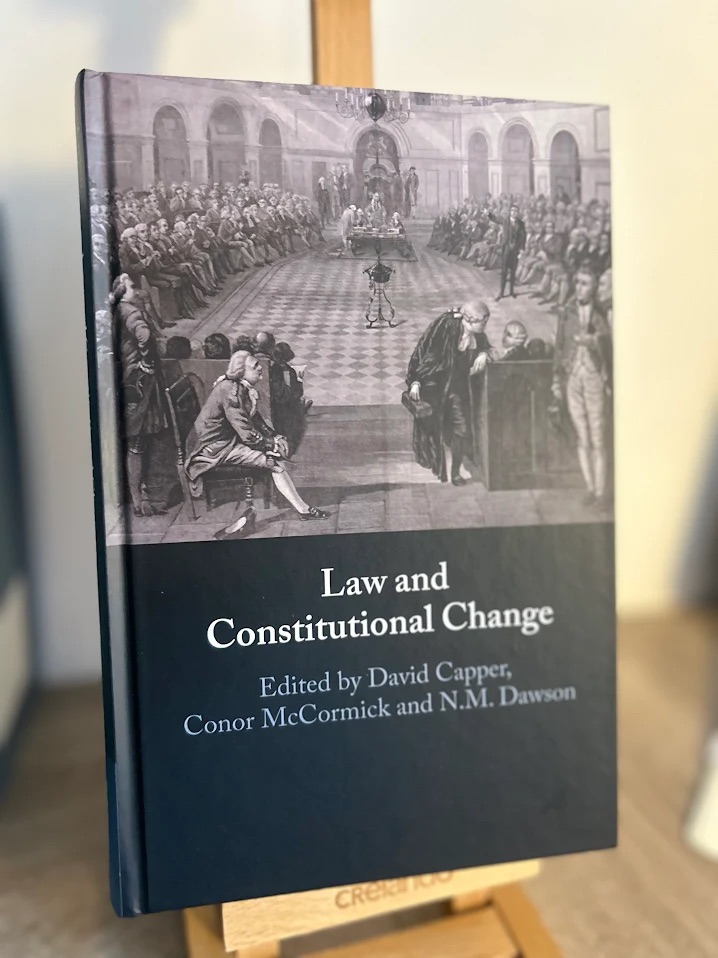 Law and
Constitutional Change
Edited by David Capper,
Conor McCormick and N.M. Dawson